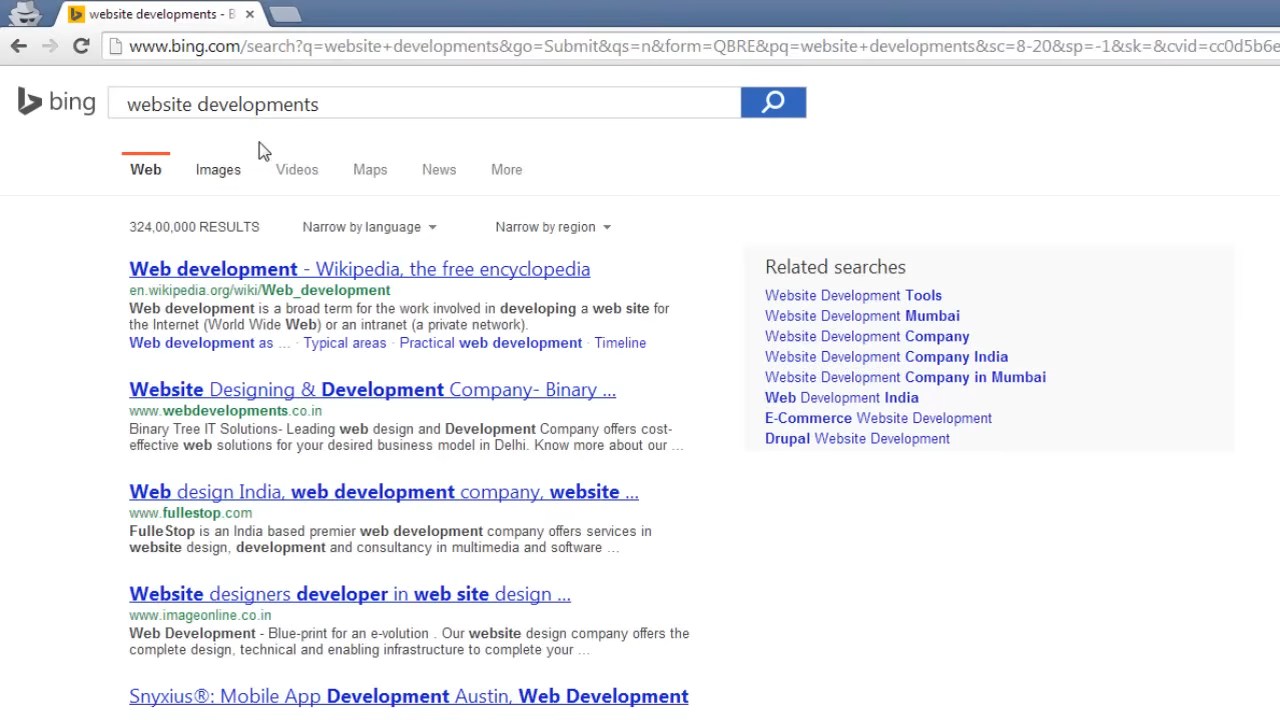 website developments - B
www.bing.com/search?q=website+developments&go=Submit&qs=n&form=QBRE&pq=website+developments&sc=8-20&sp=-1&sk=&cvid=cc0d5b6e
bing
website developments
Web Images Videos Maps News More
324,00,000 RESULTS Narrow by language Narrow by region
Web development - Wikipedia, the free encyclopedia
en.wikipedia.org/wiki/Web_development
Web development is a broad term for the work involved in developing a web site for
the Internet (World Wide Web) or an intranet (a private network).
Web development as ... · Typical areas · Practical web development · Timeline
Website Designing & Development Company- Binary ...
www.webdevelopments.co.in
Binary Tree IT Solutions- Leading web design and Development Company offers cost-
effective web solutions for your desired business model in Delhi. Know more about our ...
Web design India, web development company, website ...
www.fullestop.com
FulleStop is an India based premier web development company offers services in
website design, development and consultancy in multimedia and software ...
Website designers developer in web site design ...
www.imageonline.co.in
Web Development - Blue-print for an e-volution . Our website design company offers the
complete design, technical and enabling infrastructure to complete your ...
Snyxius®: Mobile App Development Austin, Web Development
Related searches
Website Development Tools
Website Development Mumbai
Website Development Company
Website Development Company India
Website Development Company in Mumbai
Web Development India
E-Commerce Website Development
Drupal Website Development